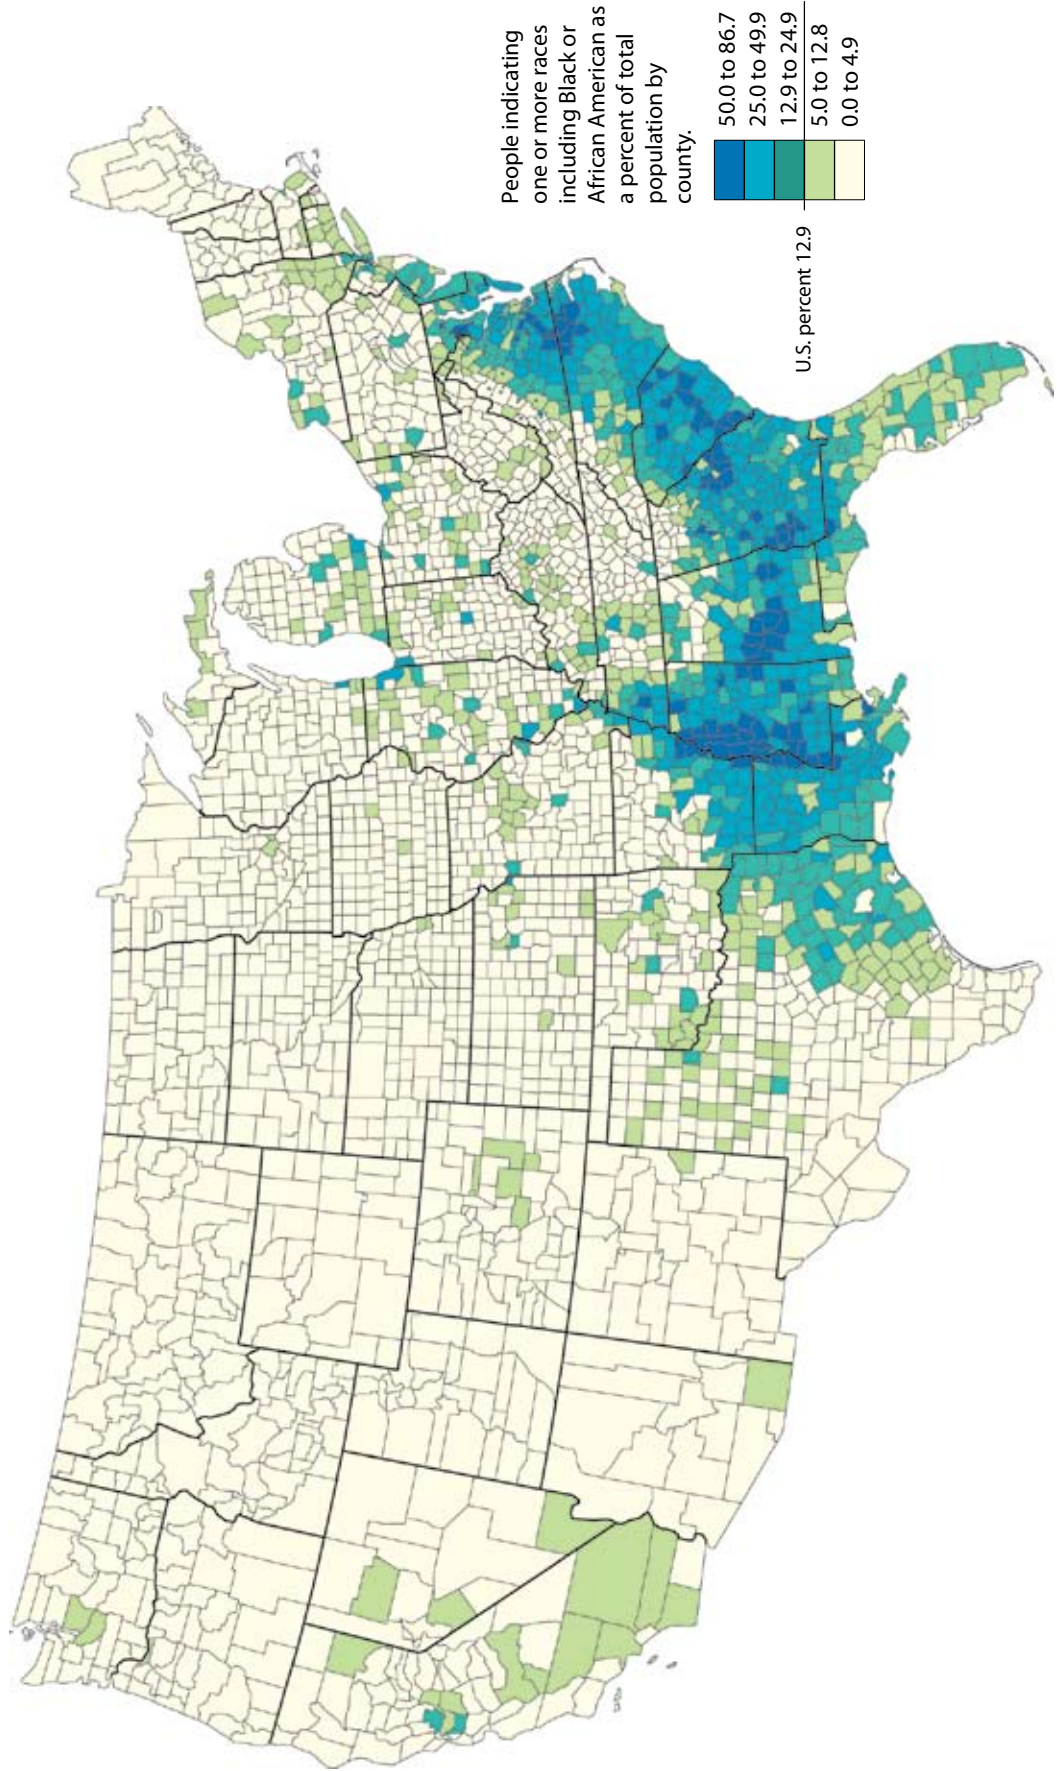 People indicating
one or more races
including Black or
African American as
a percent of total
population by
county.
50.0 to 86.7
25.0 to 49.9
12.9 to 24.9
U.S. percent 12.9
5.0 to 12.8
0.0 to 4.9